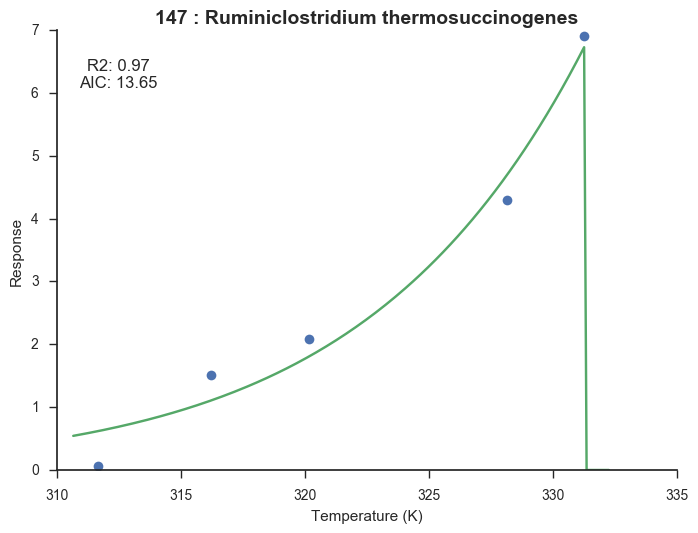 147 : Ruminiclostridium thermosuccinogenes
R2: 0.97
AIC: 13.65
Response
7
6
5
4
3
2
1
0
310
315
320
325
330
335
Temperature (K)